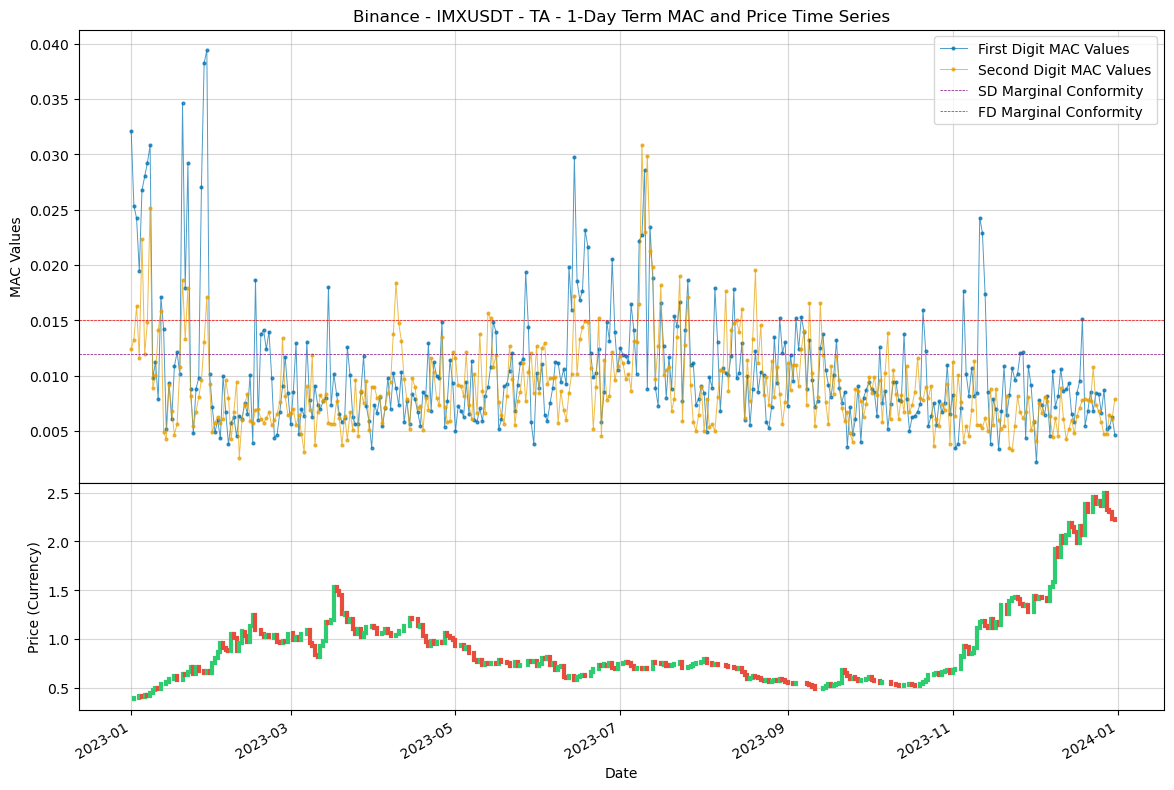 Binance - IMXUSDT - TA - 1-Day Term MAC and Price Time Series
First Digit MAC Values
Second Digit MAC Values
SD Marginal Conformity
FD Marginal Conformity
MAC Values
0.040
0.035
0.030
0.025
0.020
0.015
0.010
0.005
Price (Currency)
2.5
2.0
1.5
1.0
0.5
2023-01
2023-03
2023-05
2023-07
2023-09
2023-11
2024-01
Date